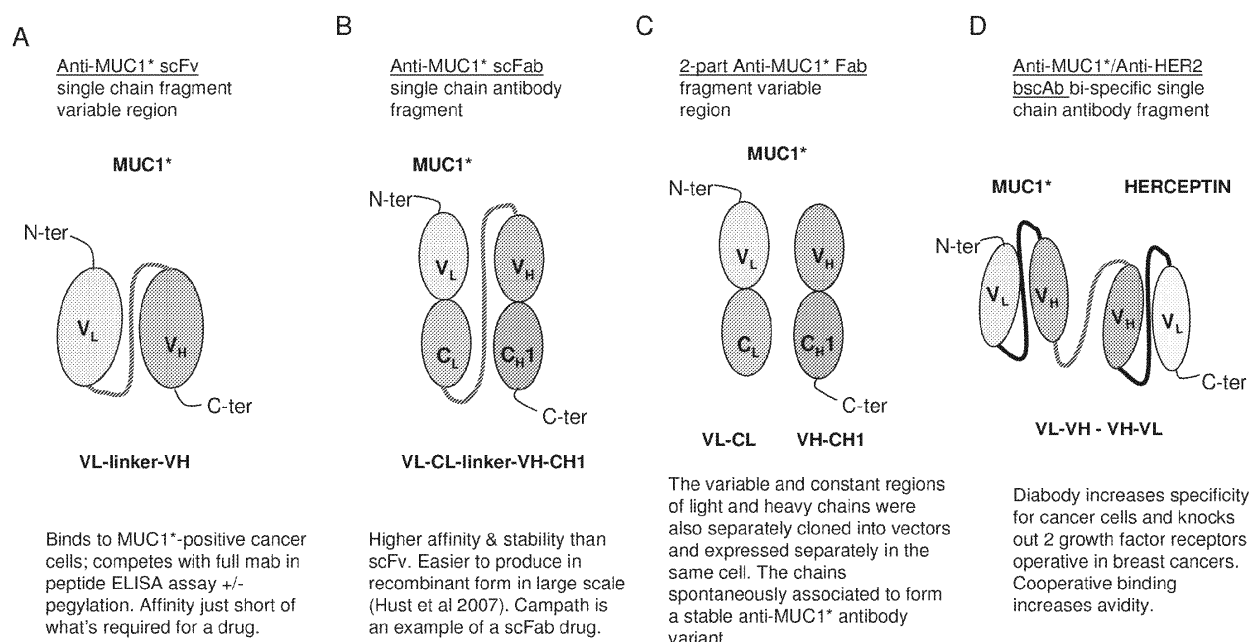 A
Anti-MUC1* scFv
single chain fragment
variable region
MUC1*
N-ter
VL
VH
C-ter
VL-linker-VH
Binds to MUC1*-positive cancer
cells; competes with full mab in
peptide ELISA assay +/-
pegylation. Affinity just short of
what's required for a drug.
B
Anti-MUC1* scFab
single chain antibody
fragment
MUC1*
N-ter
VL
VH
CL
CH1
C-ter
VL-CL-linker-VH-CH1
Higher affinity & stability than
scFv. Easier to produce in
recombinant form in large scale
(Hust et al 2007). Campath is
an example of a scFab drug.
C
2-part Anti-MUC1* Fab
fragment variable
region
MUC1*
N-ter
VL
VH
CL
CH1
C-ter
VL-CL
VH-CH1
The variable and constant regions
of light and heavy chains were
also separately cloned into vectors
and expressed separately in the
same cell. The chains
spontaneously associated to form
a stable anti-MUC1* antibody
variant
D
Anti-MUC1*/Anti-HER2
bscAb bi-specific single
chain antibody fragment
MUC1*
HERCEPTIN
N-ter
VL
VH
VH
VL
C-ter
VL-VH - VH-VL
Diabody increases specificity
for cancer cells and knocks
out 2 growth factor receptors
operative in breast cancers.
Cooperative binding
increases avidity.